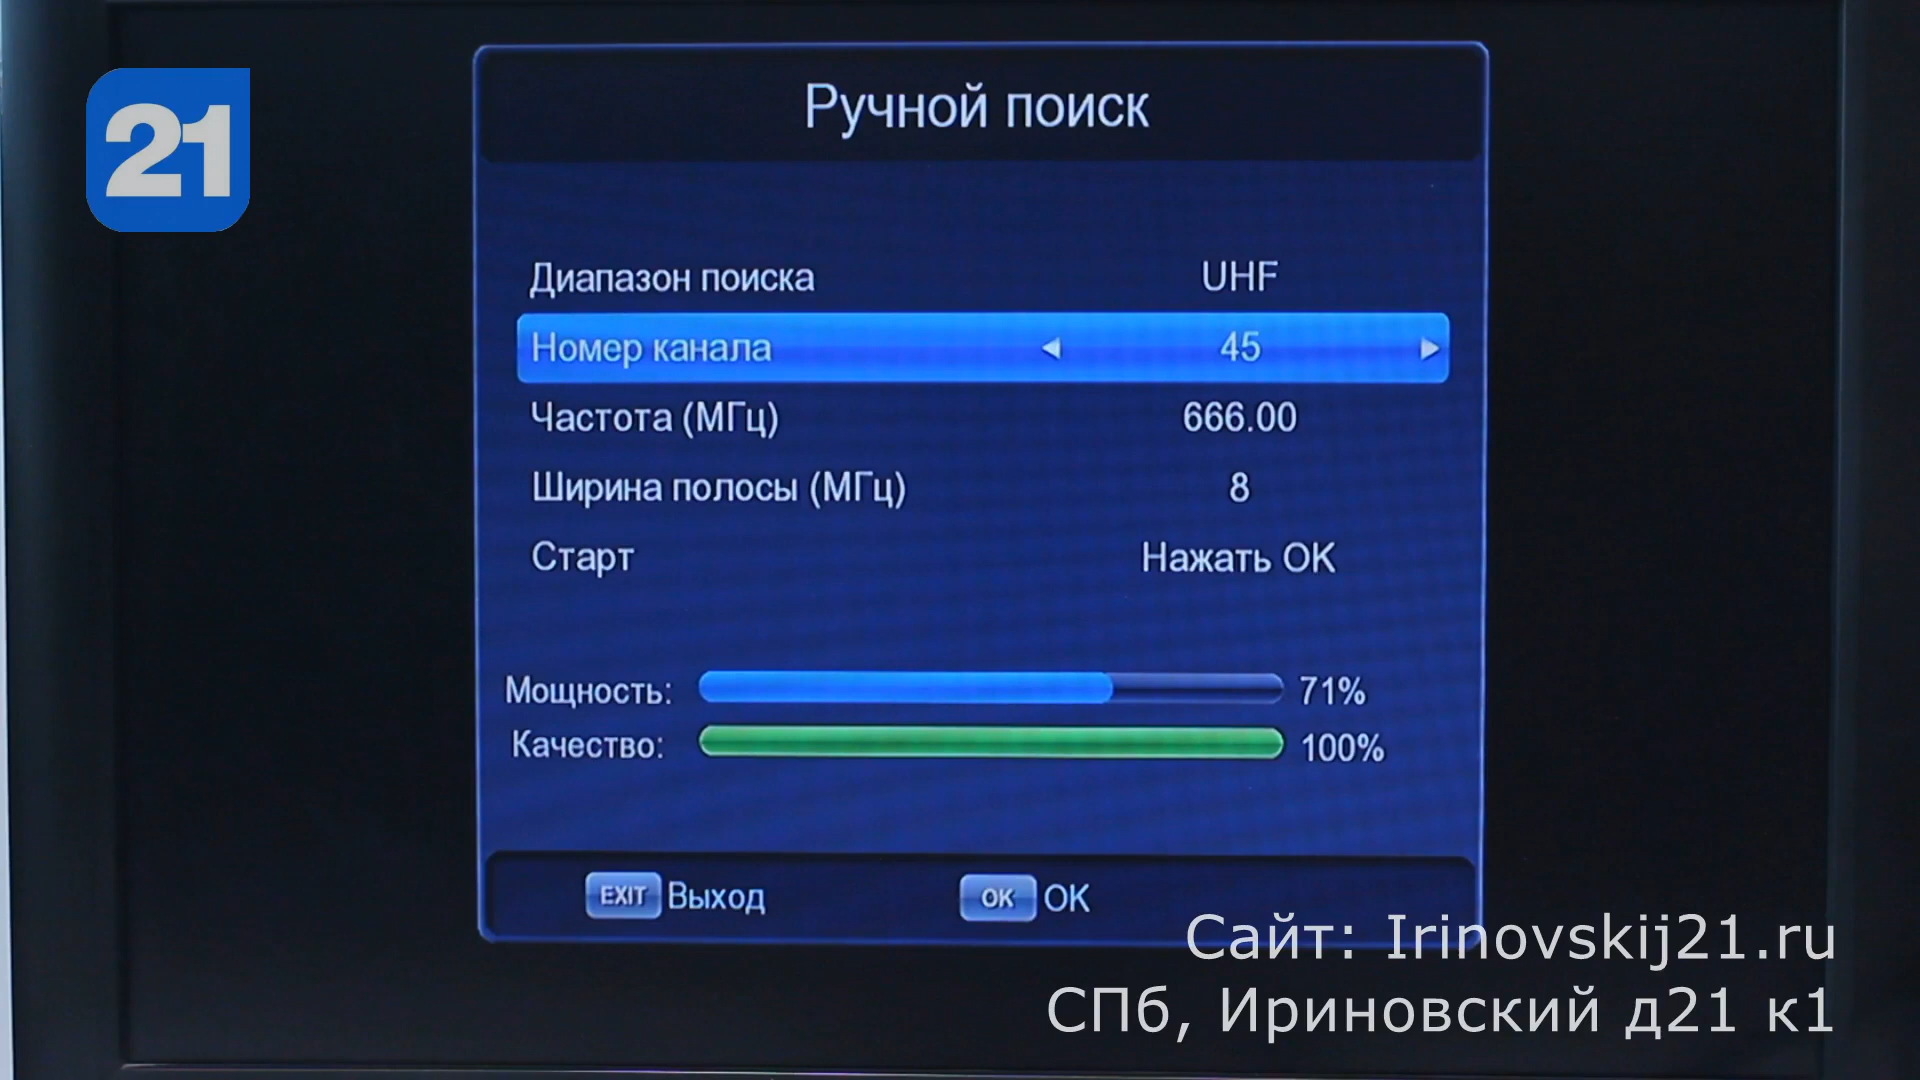 21
Ручной поиск
Диапазон поиска UHF
Номер канала 45
Частота (МГц) 666.00
Ширина полосы (МГц) 8
Старт Нажать OK
Мощность: 71%
Качество: 100%
EXIT Выход OK OK
Сайт: Irinovskij21.ru
СПб, Ириновский д21 к1